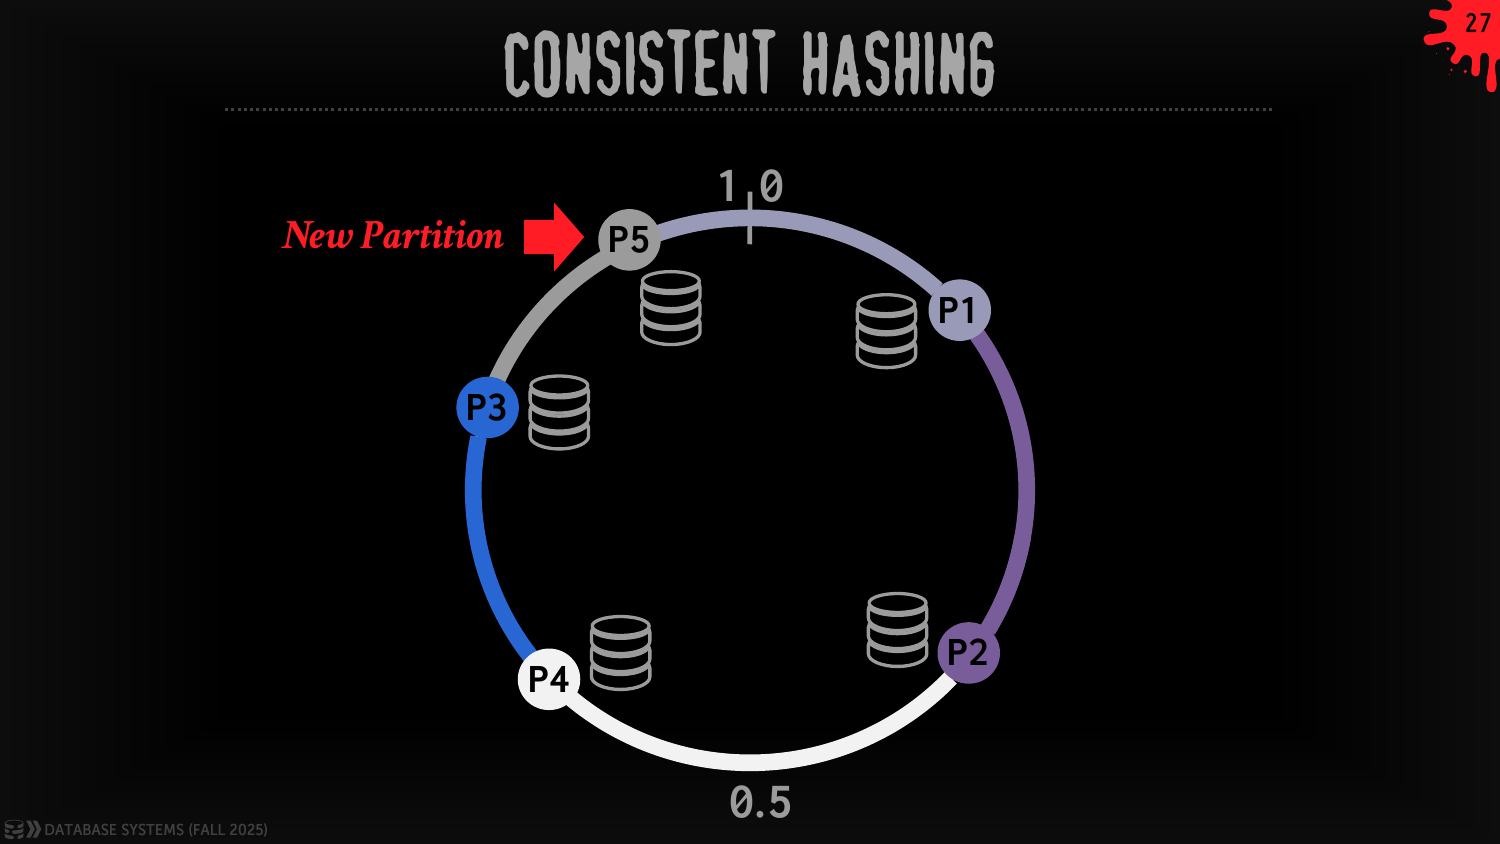 CONSISTENT HASHING
27
1.0
New Partition
P5
P1
P3
P2
P4
0.5
DATABASE SYSTEMS (FALL 2025)